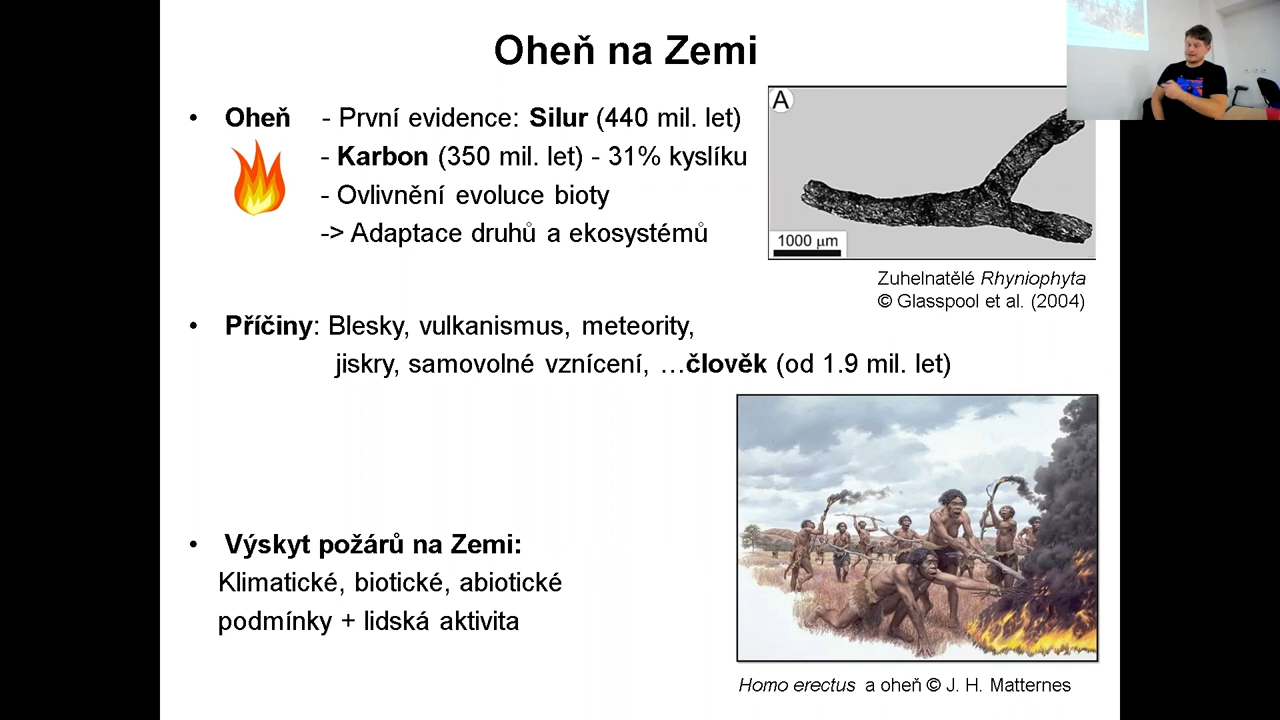 Oheň na Zemi
• Oheň - První evidence: Silur (440 mil. let)
- Karbon (350 mil. let) - 31% kyslíku
- Ovlivnění evoluce bioty
-> Adaptace druhů a ekosystémů
A
1000 µm
Zuhelnatělé Rhyniophyta
© Glasspool et al. (2004)
• Příčiny: Blesky, vulkanismus, meteority,
jiskry, samovolné vznícení, …člověk (od 1.9 mil. let)
• Výskyt požárů na Zemi:
Klimatické, biotické, abiotické
podmínky + lidská aktivita
Homo erectus a oheň © J. H. Matternes